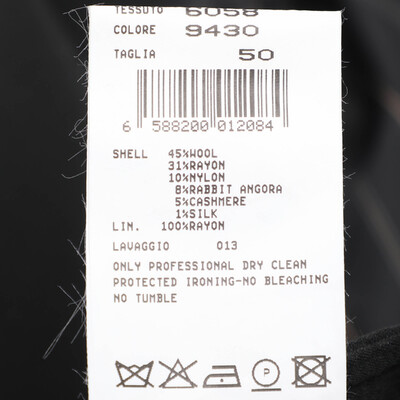 TESSUTO 6058
COLORE 9430
TAGLIA 50
6 588200 012084
SHELL 45%WOOL
31%RAYON
10%NYLON
8%RABBIT ANGORA
5%CASHMERE
1%SILK
LIN. 100%RAYON
LAVAGGIO 013
ONLY PROFESSIONAL DRY CLEAN
PROTECTED IRONING-NO BLEACHING
NO TUMBLE
P